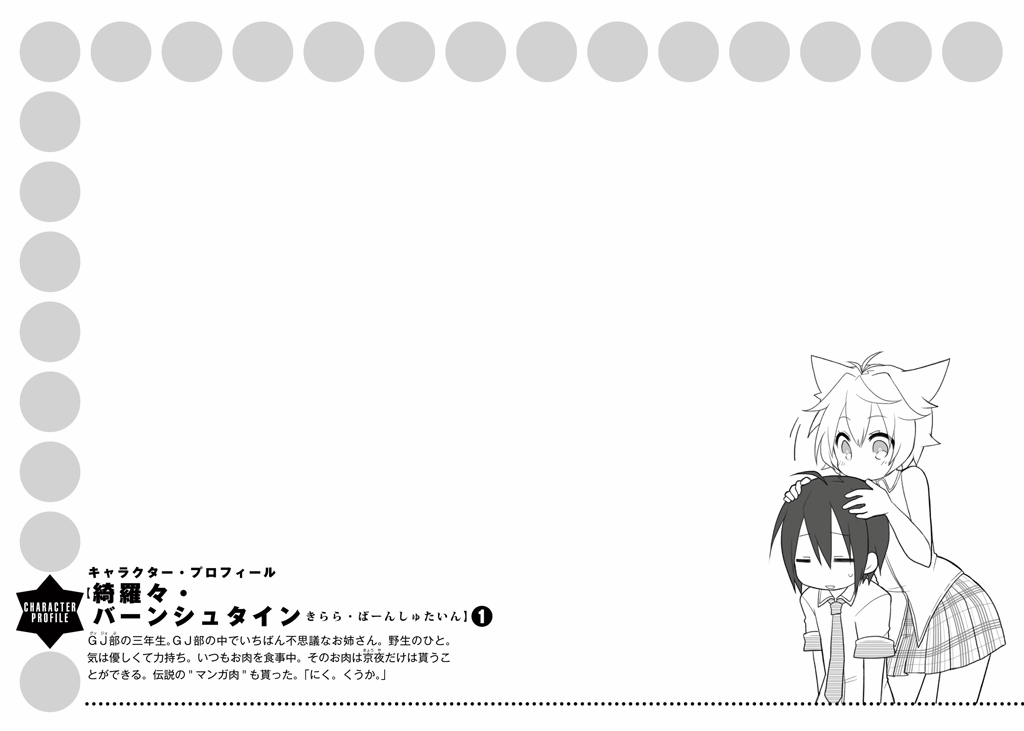 キャラクター・プロフィール
【綺羅々・
バーンシュタイン きらら・ばーんしゅたいん】❶
CHARACTER
PROFILE
ＧＪ部の三年生。ＧＪ部の中でいちばん不思議なお姉さん。野生のひと。
気は優しくて力持ち。いつもお肉を食事中。そのお肉は京夜だけは貰うこ
とができる。伝説の"マンガ肉"も貰った。「にく。くうか。」